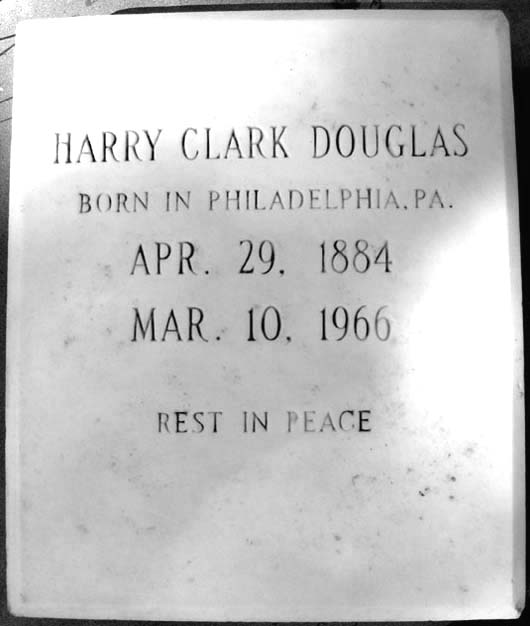 HARRY CLARK DOUGLAS
BORN IN PHILADELPHIA, PA.
APR. 29, 1884
MAR. 10, 1966
REST IN PEACE